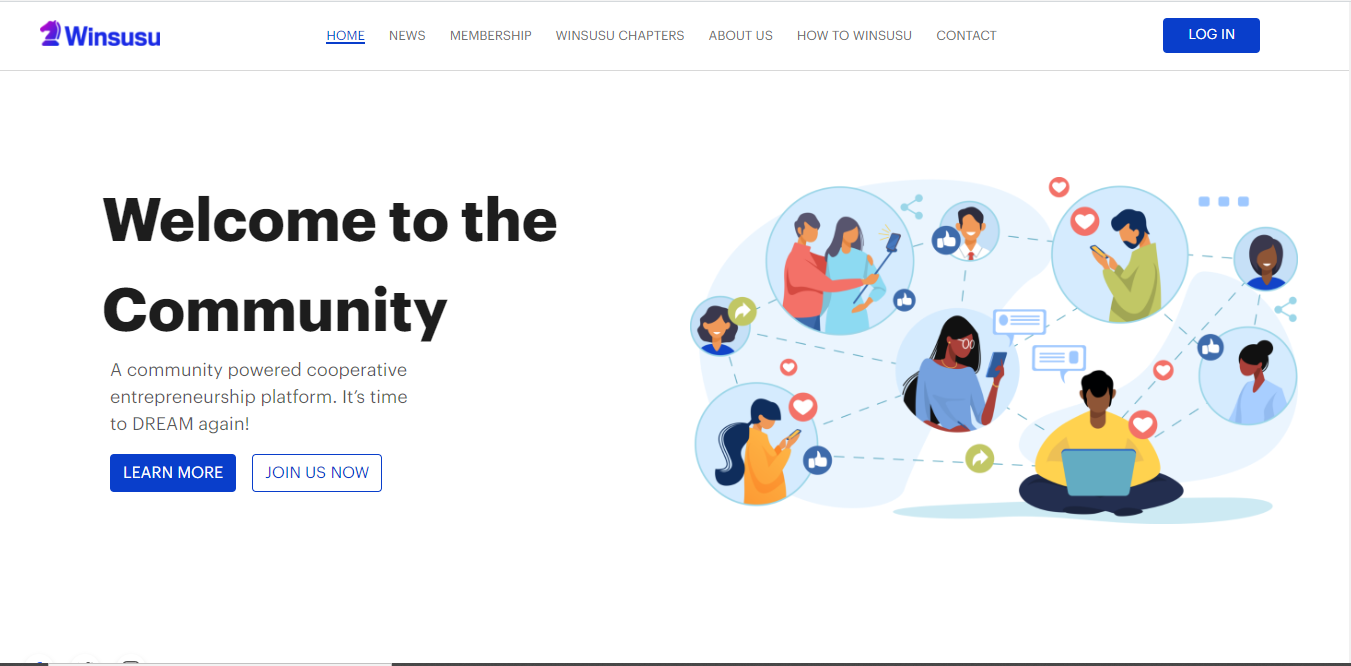 Winsusu
HOME NEWS MEMBERSHIP WINSUSU CHAPTERS ABOUT US HOW TO WINSUSU CONTACT
LOG IN
Welcome to the
Community
A community powered cooperative
entrepreneurship platform. It’s time
to DREAM again!
LEARN MORE JOIN US NOW